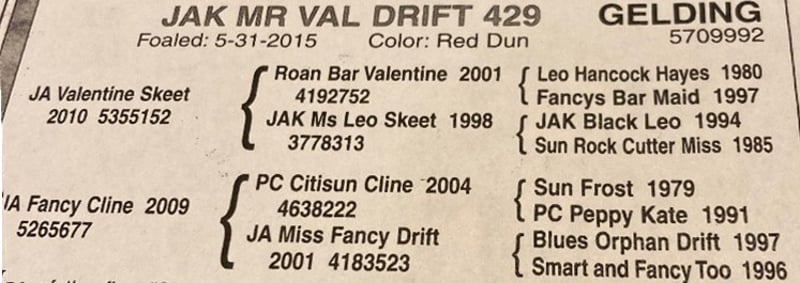 JAK MR VAL DRIFT 429 GELDING
Foaled: 5-31-2015 Color: Red Dun 5709992
JA Valentine Skeet
2010 5355152
Roan Bar Valentine 2001
4192752
JAK Ms Leo Skeet 1998
3778313
Leo Hancock Hayes 1980
Fancys Bar Maid 1997
JAK Black Leo 1994
Sun Rock Cutter Miss 1985
JA Fancy Cline 2009
5265677
PC Citisun Cline 2004
4638222
JA Miss Fancy Drift
2001 4183523
Sun Frost 1979
PC Peppy Kate 1991
Blues Orphan Drift 1997
Smart and Fancy Too 1996